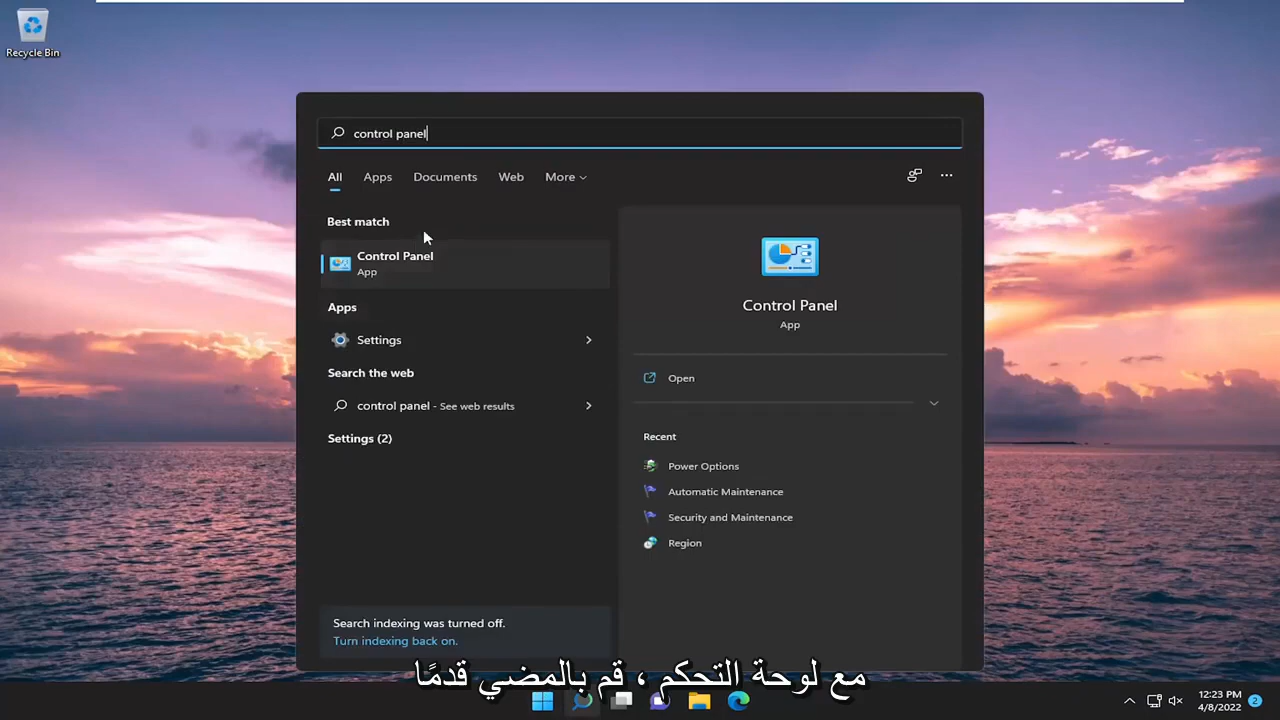 Recycle Bin
control panel
All Apps Documents Web More
Best match
Control Panel
App
Apps
Settings
Search the web
control panel - See web results
Settings (2)
Search indexing was turned off.
Turn indexing back on.
Control Panel
App
Open
Recent
Power Options
Automatic Maintenance
Security and Maintenance
Region
مع لوحة التحكم ، قم بالمضي قدمًا
12:23 PM
4/8/2022
2